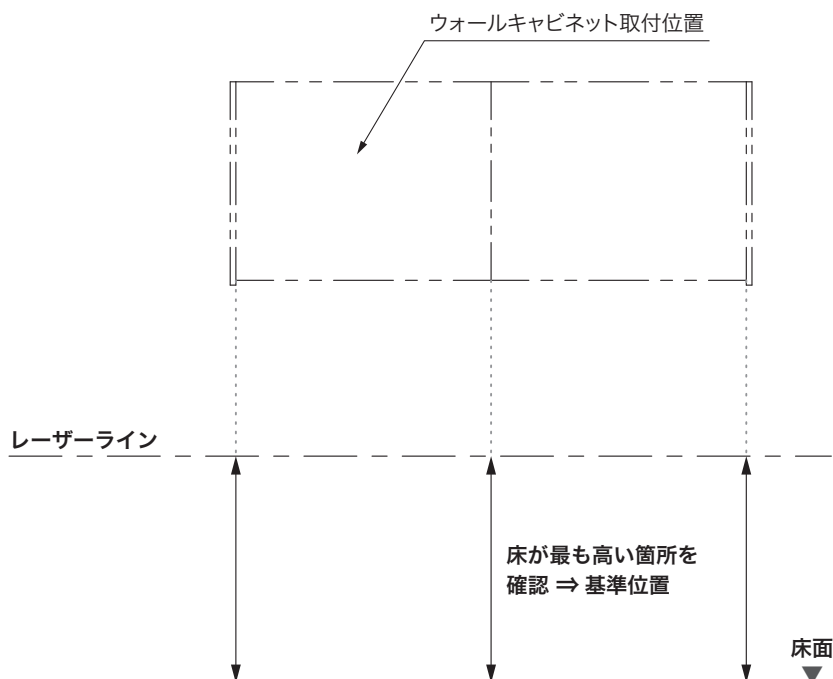 ウォールキャビネット取付位置
レーザーライン
床が最も高い箇所を
確認 ⇒ 基準位置
床面